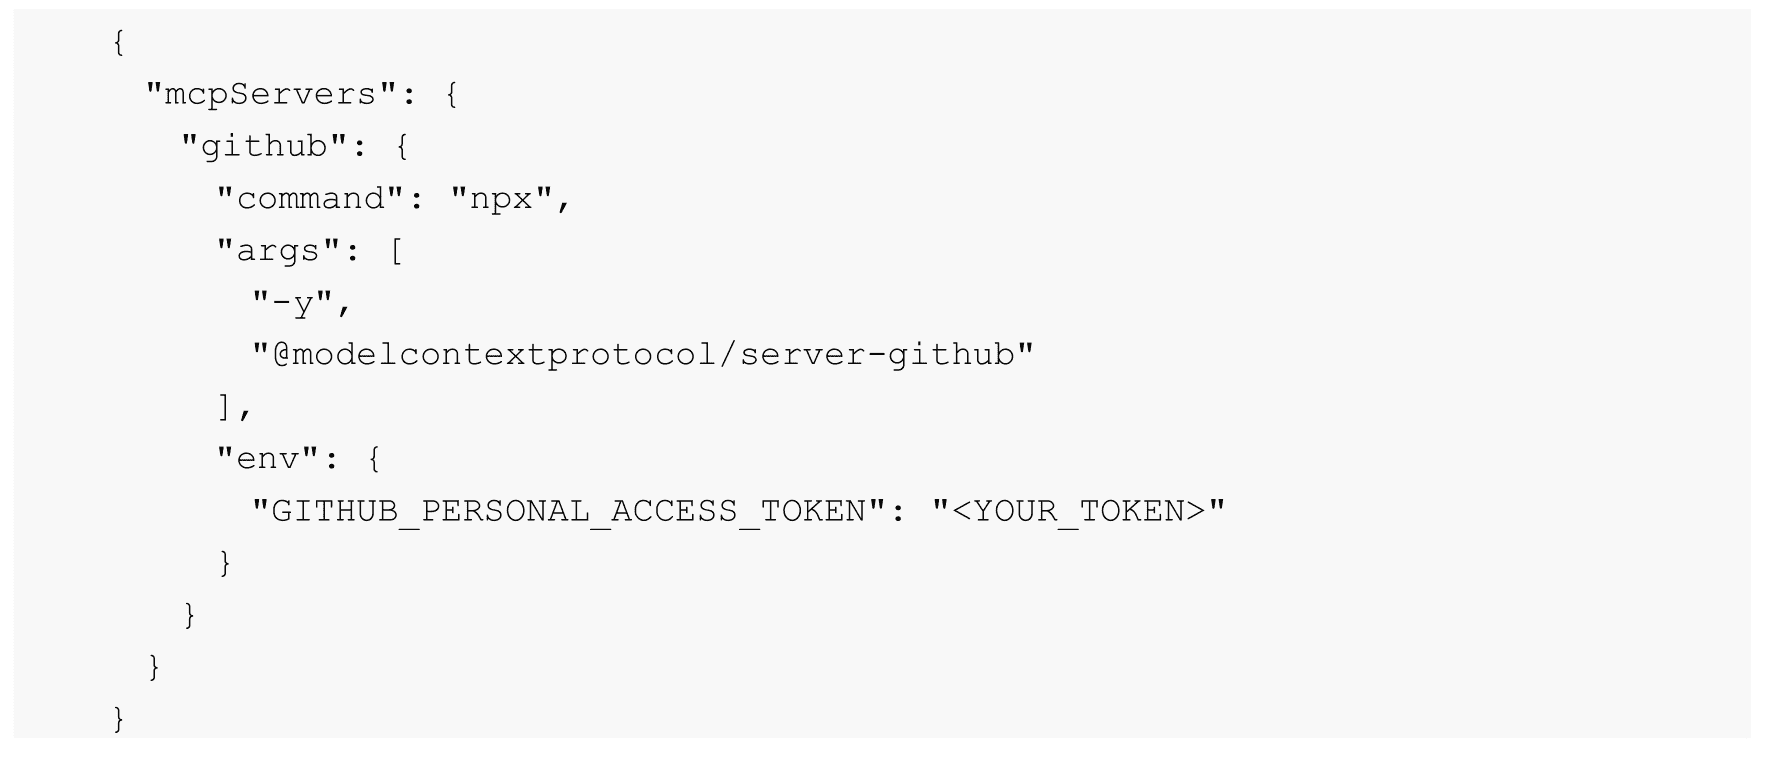 {
  "mcpServers": {
    "github": {
      "command": "npx",
      "args": [
        "-y",
        "@modelcontextprotocol/server-github"
      ],
      "env": {
        "GITHUB_PERSONAL_ACCESS_TOKEN": "<YOUR_TOKEN>"
      }
    }
  }
}